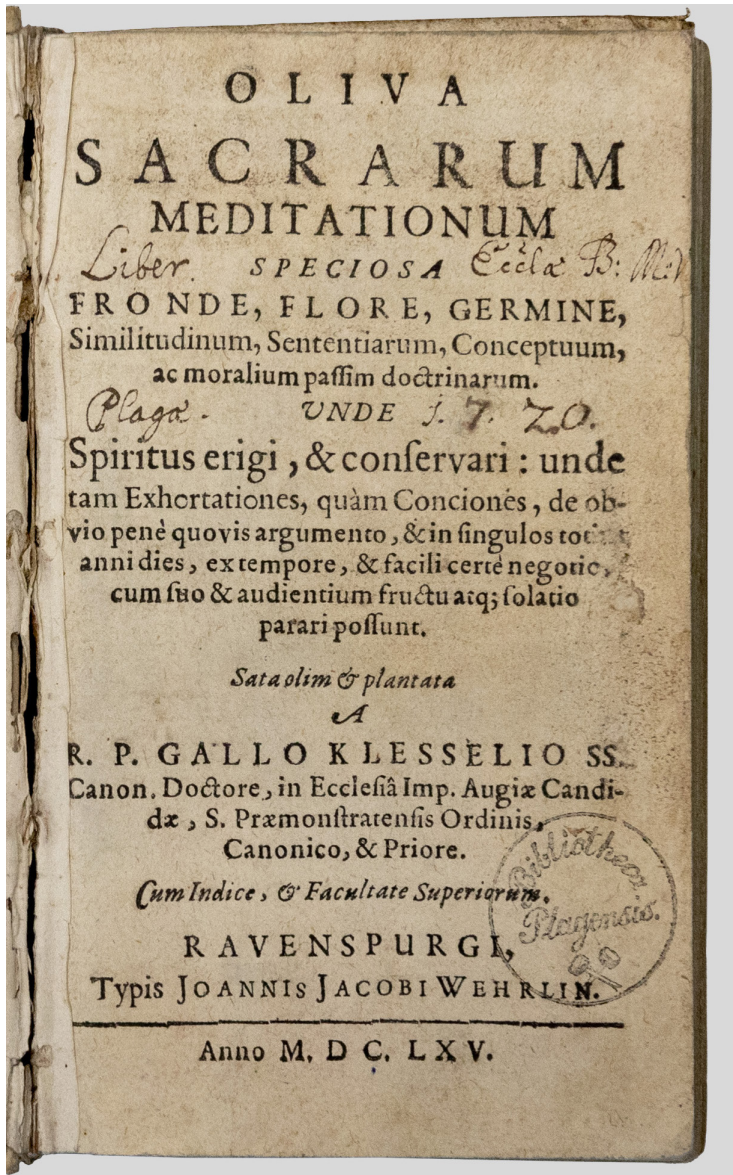 OLIVA
SACRARUM
MEDITATIONUM
Liber. SPECIOSA Eccłæ B: M: V
FRONDE, FLORE, GERMINE,
Similitudinum, Sententiarum, Conceptuum,
ac moralium paſſim doctrinarum.
Plagæ. UNDE 1. 7. 20.
Spiritus erigi, & conſervari: unde
tam Exhortationes, quàm Conciones, de ob-
vio penè quovis argumento, & in ſingulos
anni dies, ex tempore, & facili certè negotio,
cum ſuo & audientium fructu atq; ſolatio
parari poſſunt.
Sata olim & plantata
A
R. P. GALLO KLESSELIO SS.
Canon. Doctore, in Eccleſiâ Imp. Augiæ Candi-
dæ, S. Præmonſtratenſis Ordinis,
Canonico, & Priore.
Cum Indice, & Facultate Superiorum.
Bibliotheca
Plagensis.
RAVENSPURGI,
Typis JOANNIS JACOBI WEHRLIN.
Anno M. DC. LXV.